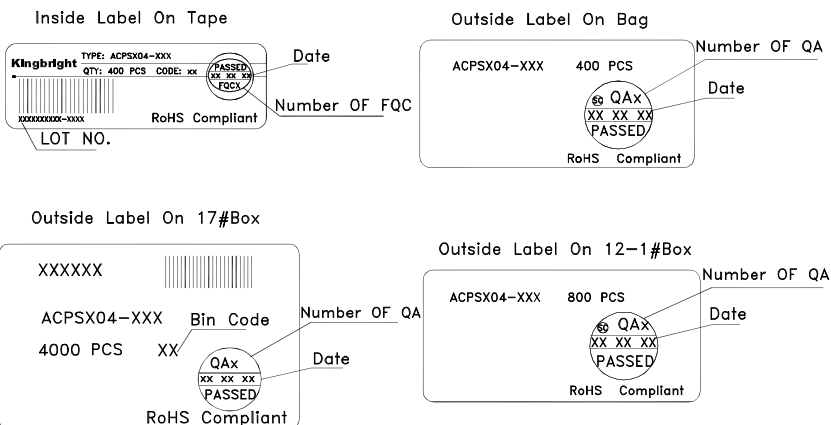 Inside Label On Tape
Kingbright
TYPE: ACPSX04-XXX
QTY: 400 PCS CODE: xx
PASSED
XX XX XX
FQCX
Date
Number OF FQC
XXXXXXXXXX-XXXX
RoHS Compliant
LOT NO.
Outside Label On Bag
ACPSX04-XXX 400 PCS
Number OF QA
SC QAx
Date
XX XX XX
PASSED
RoHS Compliant
Outside Label On 17#Box
XXXXXX
ACPSX04-XXX
Bin Code
Number OF QA
4000 PCS XX
QAx
Date
XX XX XX
PASSED
RoHS Compliant
Outside Label On 12-1#Box
ACPSX04-XXX 800 PCS
Number OF QA
SC QAx
Date
XX XX XX
PASSED
RoHS Compliant